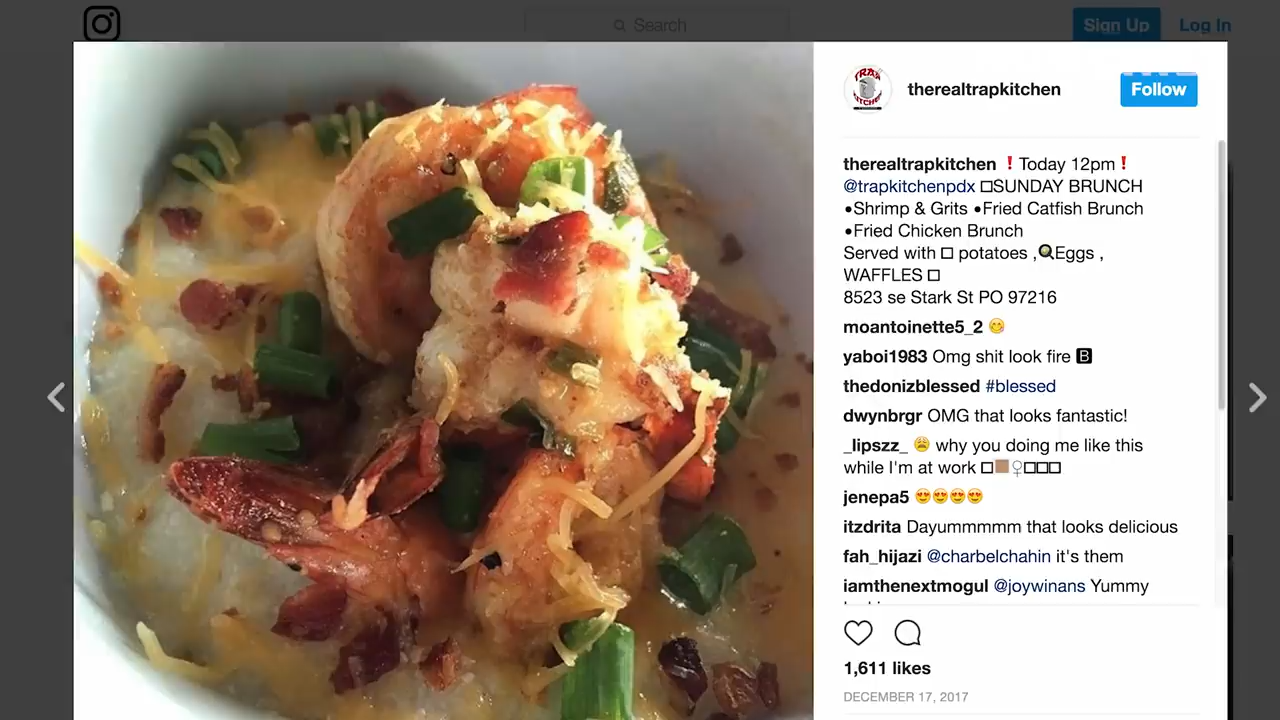 Search
Sign Up
Log In
TRAP
KITCHEN
therealtrapkitchen
Follow
therealtrapkitchen ❗Today 12pm❗
@trapkitchenpdx □SUNDAY BRUNCH
•Shrimp & Grits •Fried Catfish Brunch
•Fried Chicken Brunch
Served with □ potatoes ,🍳Eggs ,
WAFFLES □
8523 se Stark St PO 97216
moantoinette5_2 😋
yaboi1983 Omg shit look fire 🅱
thedonizblessed #blessed
dwynbrgr OMG that looks fantastic!
_lipszz_ 😩 why you doing me like this
while I'm at work □🏽♀□□□
jenepa5 😍😍😍😍
itzdrita Dayummmmm that looks delicious
fah_hijazi @charbelchahin it's them
iamthenextmogul @joywinans Yummy
1,611 likes
DECEMBER 17, 2017